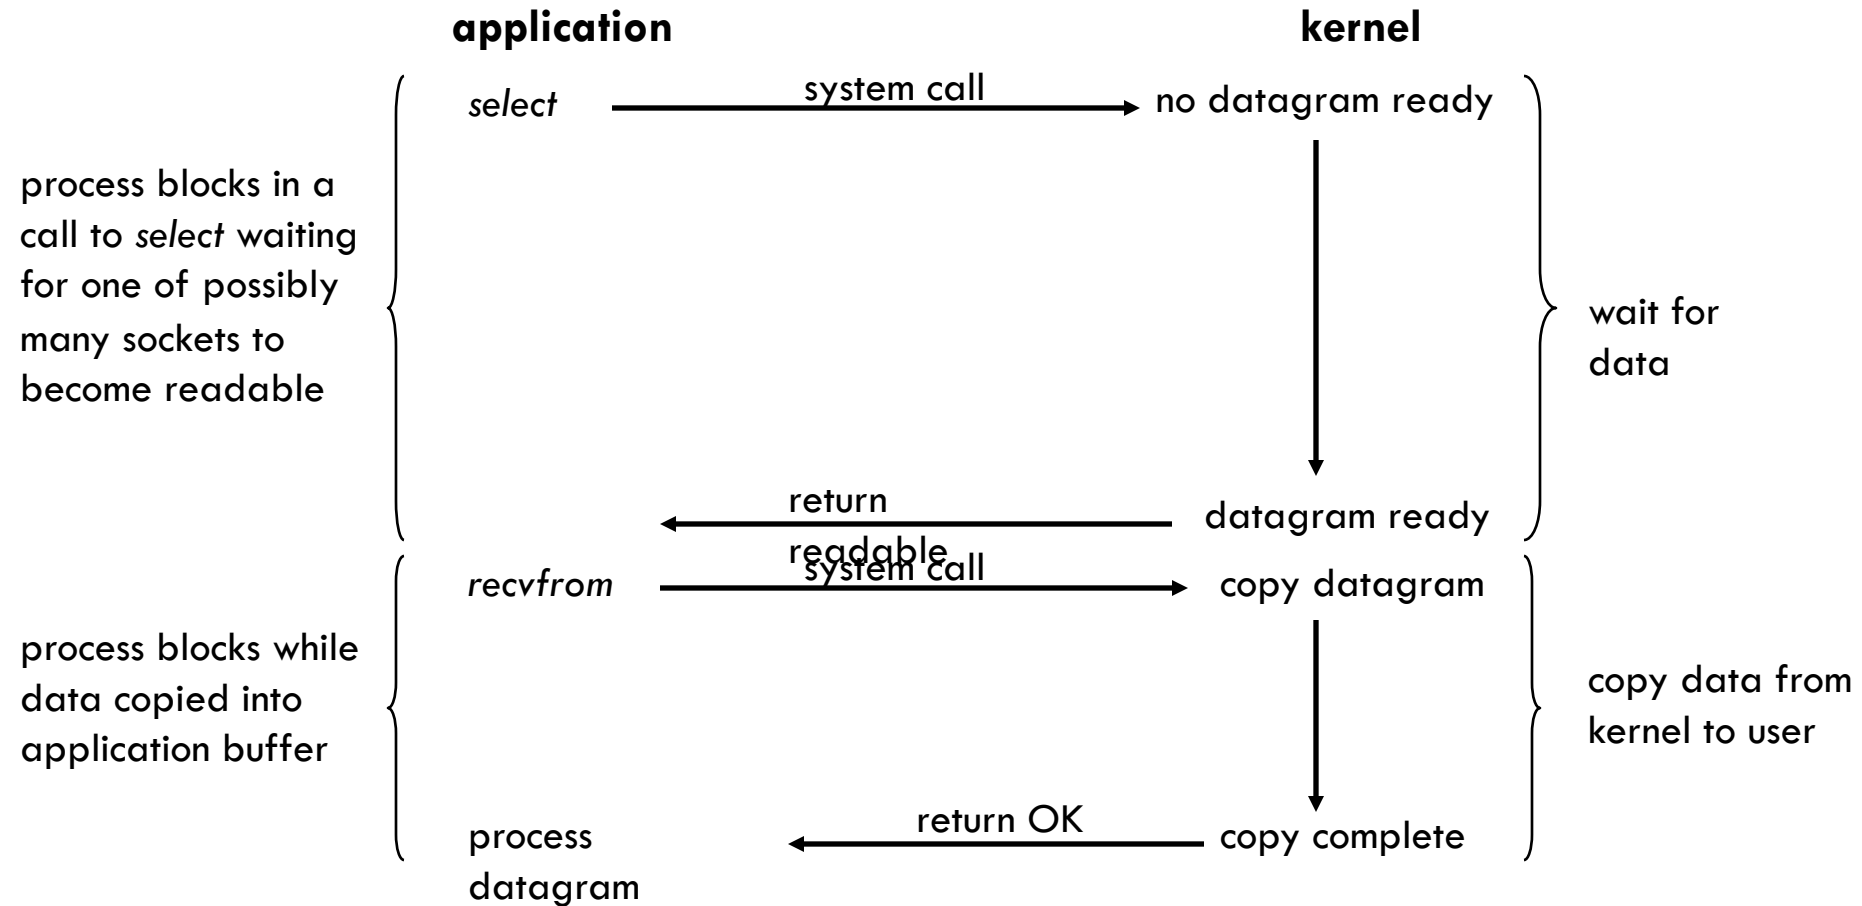 application
kernel
select
system call
no datagram ready
process blocks in a
call to select waiting
for one of possibly
many sockets to
become readable
wait for
data
return
readable
datagram ready
recvfrom
system call
copy datagram
process blocks while
data copied into
application buffer
copy data from
kernel to user
process
datagram
return OK
copy complete